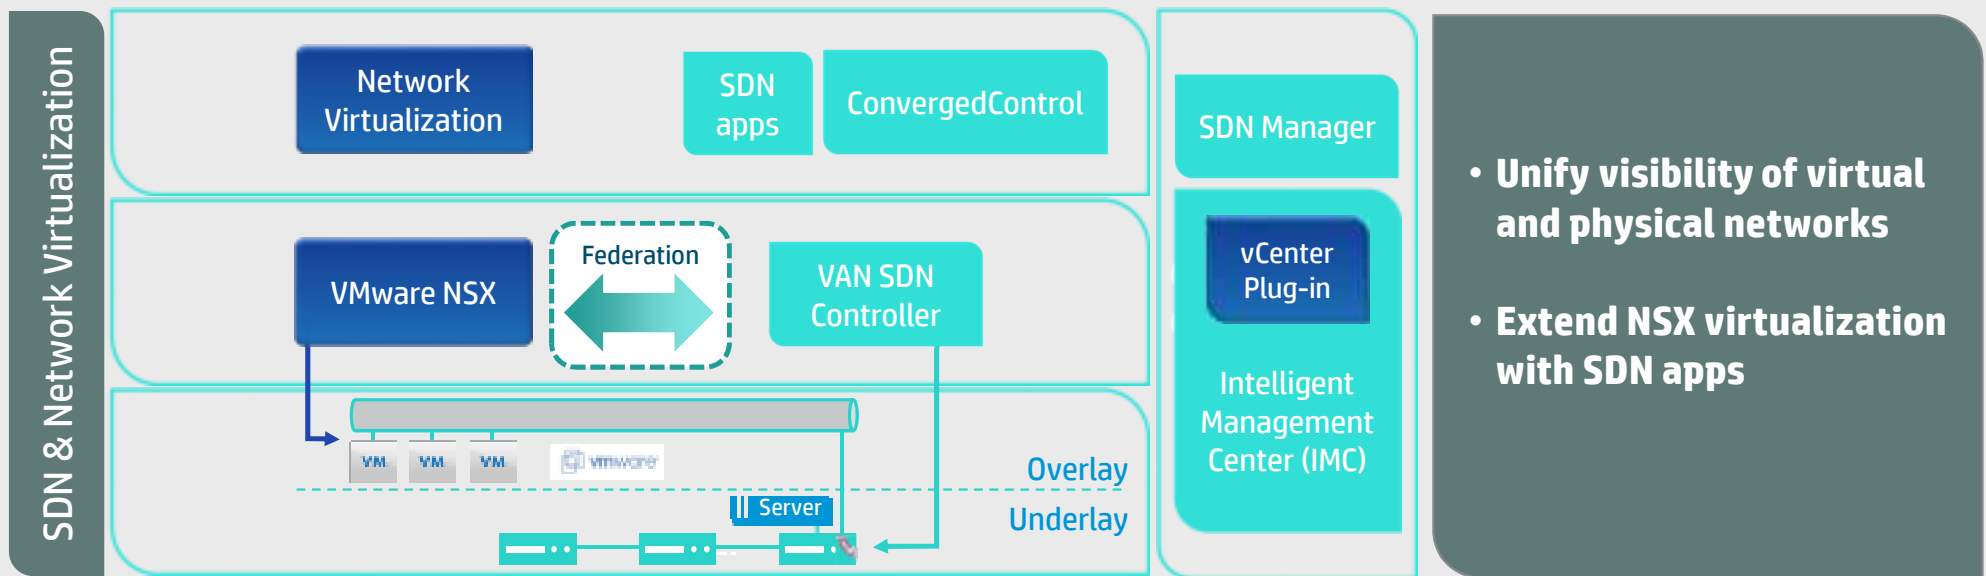 SDN & Network Virtualization
Network
Virtualization
SDN
apps
ConvergedControl
VMware NSX
Federation
VAN SDN
Controller
VM
VM
VM
vmware
Overlay
Server
Underlay
SDN Manager
vCenter
Plug-in
Intelligent
Management
Center (IMC)
• Unify visibility of virtual
and physical networks
• Extend NSX virtualization
with SDN apps